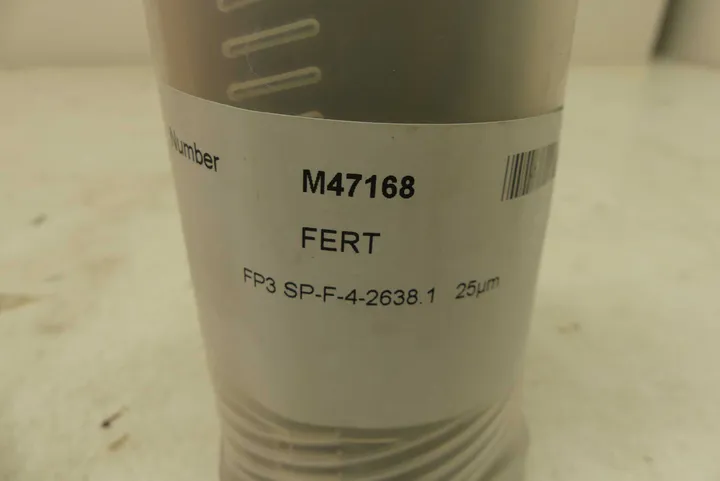 Number
M47168
FERT
FP3 SP-F-4-2638.1 25µm